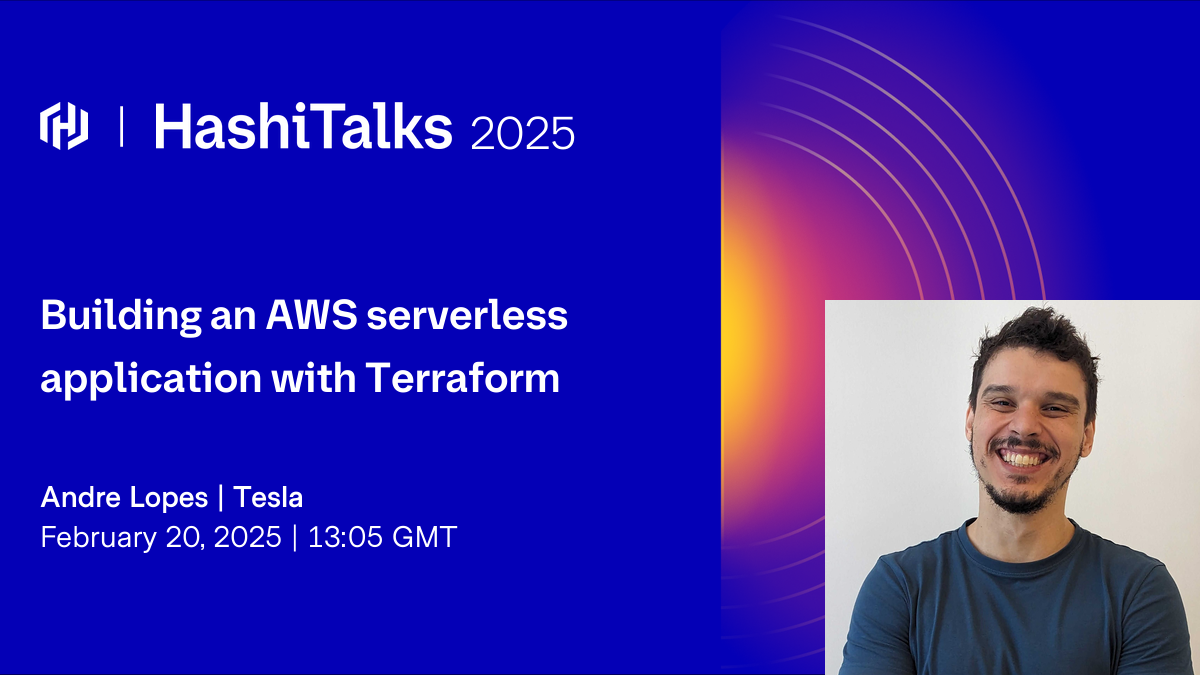 HashiTalks 2025
Building an AWS serverless
application with Terraform
Andre Lopes | Tesla
February 20, 2025 | 13:05 GMT